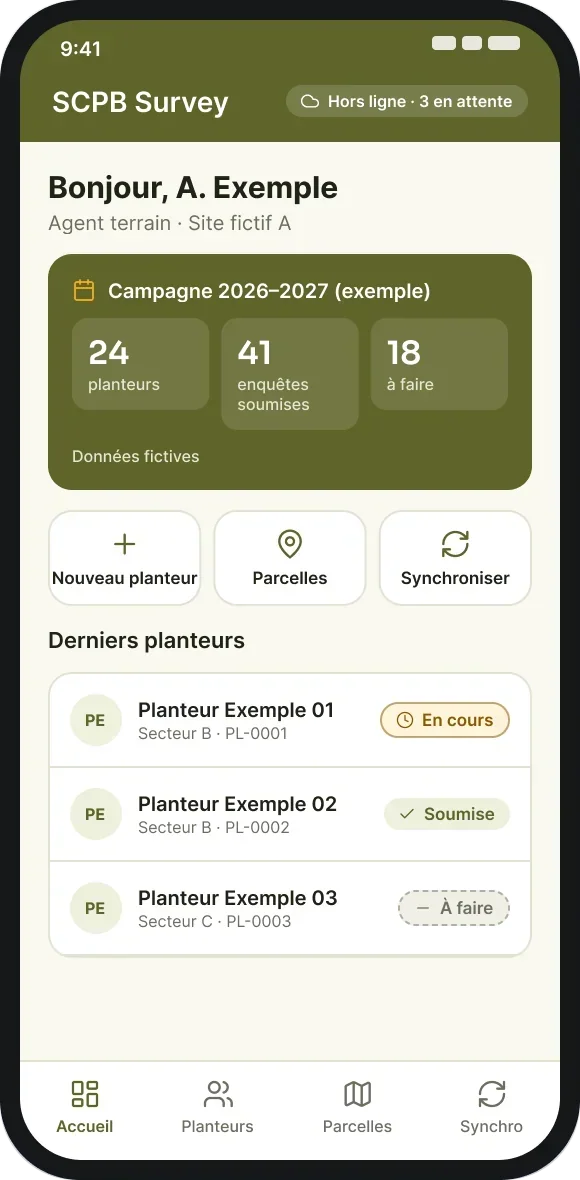 9:41
SCPB Survey
Hors ligne · 3 en attente
Bonjour, A. Exemple
Agent terrain · Site fictif A
Campagne 2026–2027 (exemple)
24
planteurs
41
enquêtes
soumises
18
à faire
Données fictives
Nouveau planteur
Parcelles
Synchroniser
Derniers planteurs
PE
Planteur Exemple 01
Secteur B · PL-0001
En cours
PE
Planteur Exemple 02
Secteur B · PL-0002
Soumise
PE
Planteur Exemple 03
Secteur C · PL-0003
À faire
Accueil
Planteurs
Parcelles
Synchro